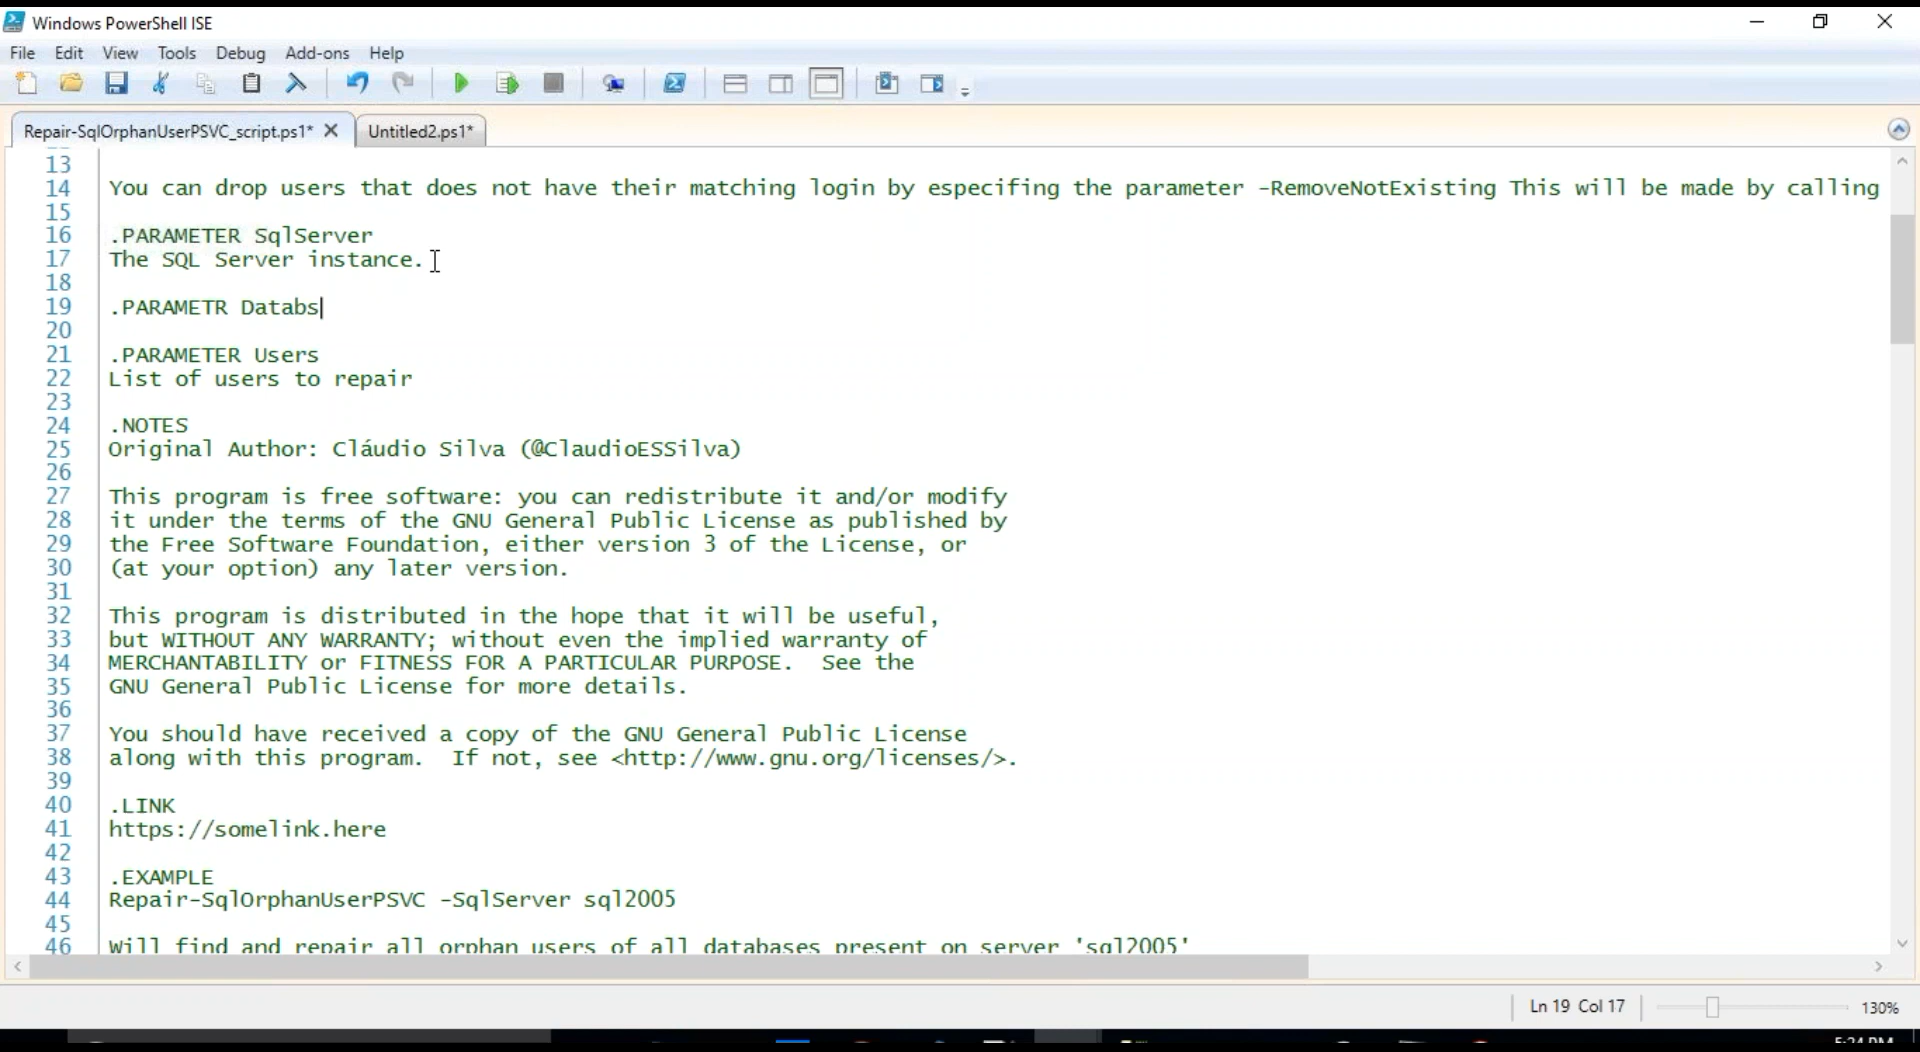 Windows PowerShell ISE
File Edit View Tools Debug Add-ons Help
Repair-SqlOrphanUserPSVC_script.ps1* Untitled2.ps1*
13
14 You can drop users that does not have their matching login by especifing the parameter -RemoveNotExisting This will be made by calling
15
16 .PARAMETER SqlServer
17 The SQL Server instance.
18
19 .PARAMETR Databs
20
21 .PARAMETER Users
22 List of users to repair
23
24 .NOTES
25 Original Author: Cláudio Silva (@ClaudioESSilva)
26
27 This program is free software: you can redistribute it and/or modify
28 it under the terms of the GNU General Public License as published by
29 the Free Software Foundation, either version 3 of the License, or
30 (at your option) any later version.
31
32 This program is distributed in the hope that it will be useful,
33 but WITHOUT ANY WARRANTY; without even the implied warranty of
34 MERCHANTABILITY or FITNESS FOR A PARTICULAR PURPOSE.  See the
35 GNU General Public License for more details.
36
37 You should have received a copy of the GNU General Public License
38 along with this program.  If not, see <http://www.gnu.org/licenses/>.
39
40 .LINK
41 https://somelink.here
42
43 .EXAMPLE
44 Repair-SqlOrphanUserPSVC -SqlServer sql2005
45
46 Will find and repair all orphan users of all databases present on server 'sql2005'
Ln 19 Col 17 130%
5:24 PM